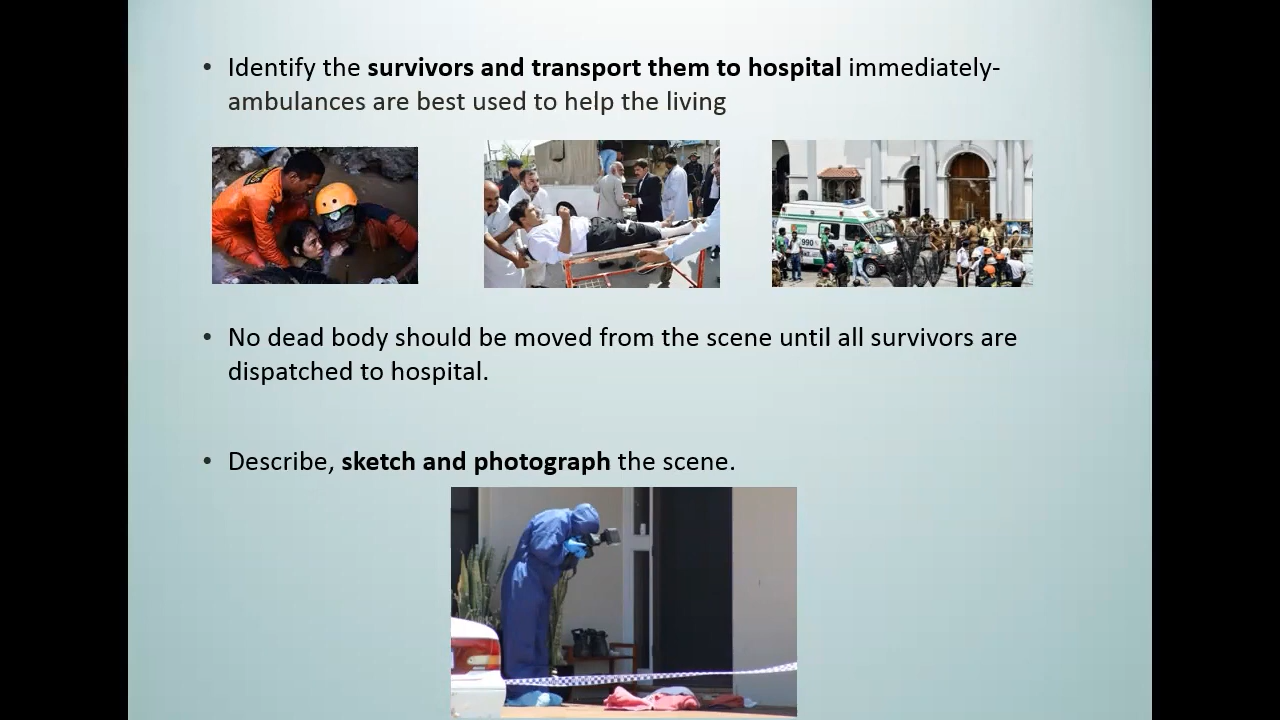 • Identify the survivors and transport them to hospital immediately-
ambulances are best used to help the living
990
• No dead body should be moved from the scene until all survivors are
dispatched to hospital.
• Describe, sketch and photograph the scene.